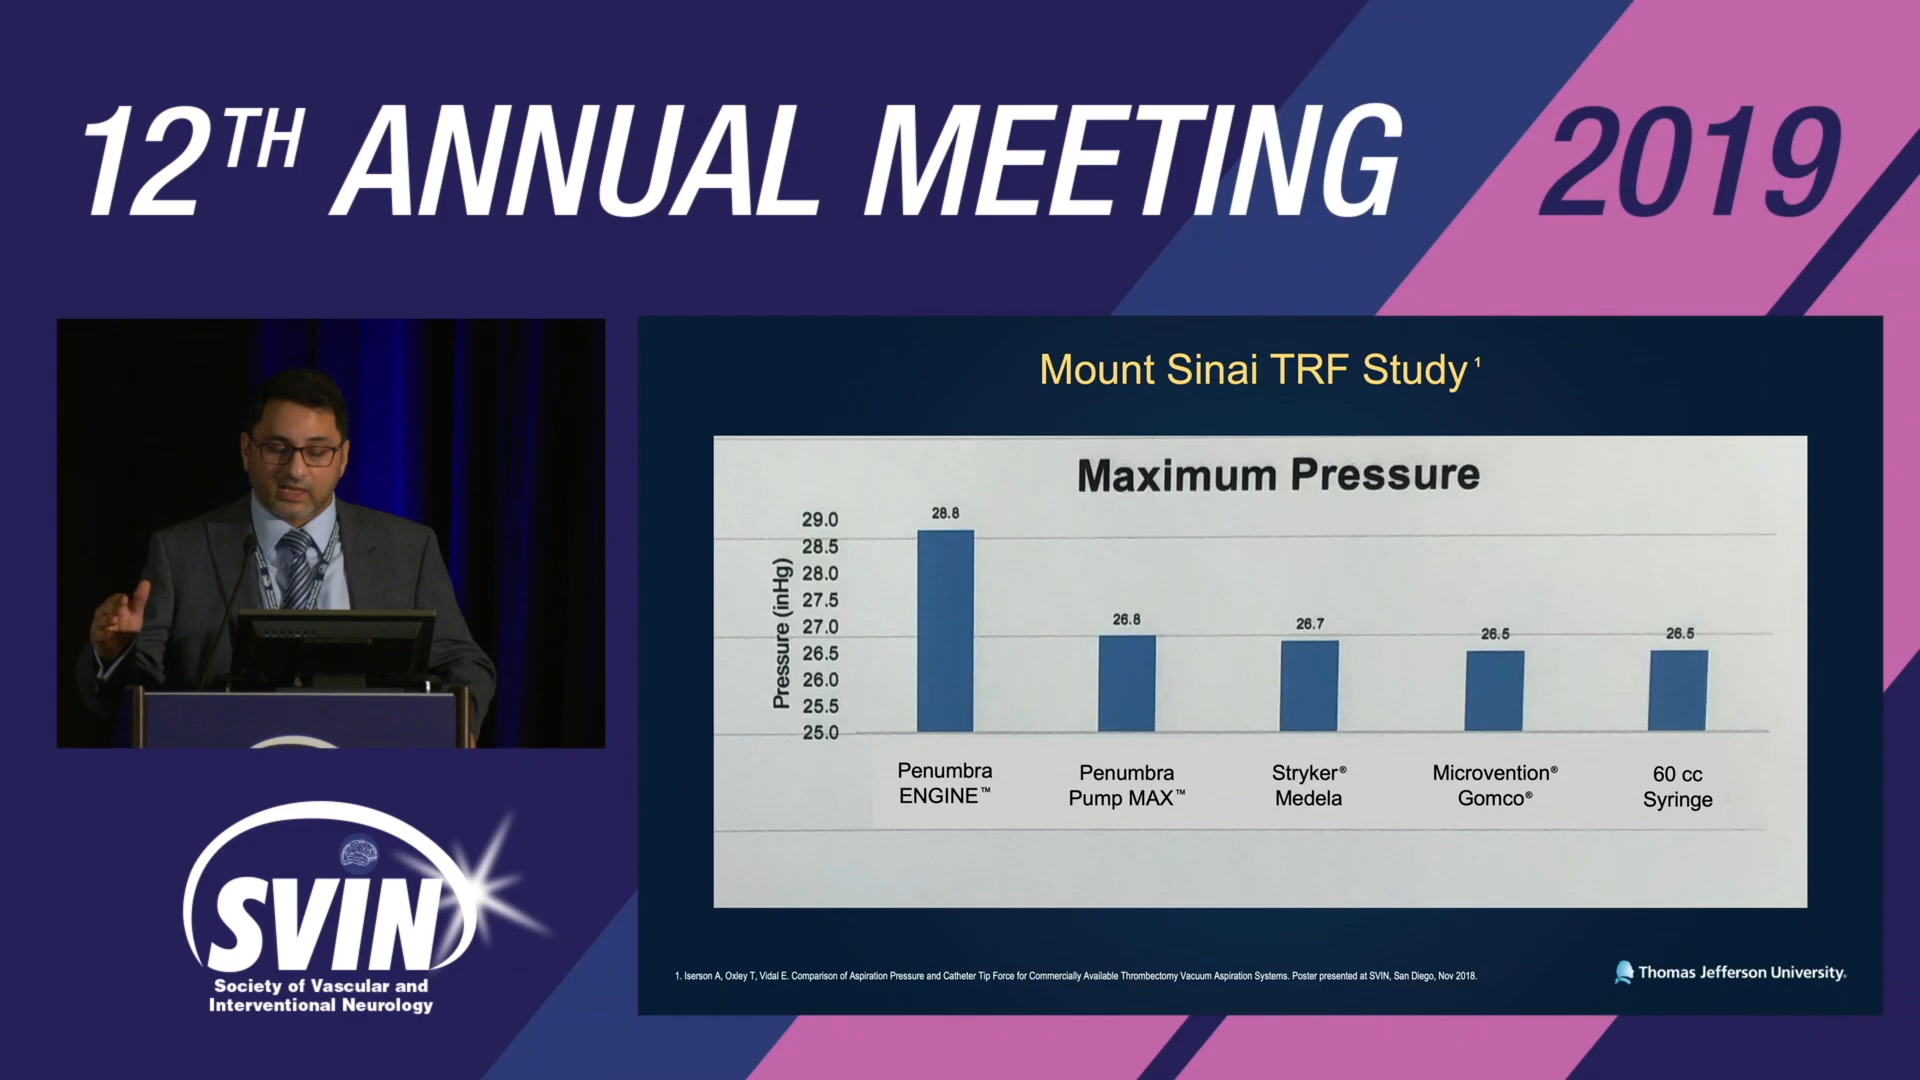 12TH ANNUAL MEETING 2019
Mount Sinai TRF Study¹
Maximum Pressure
Pressure (inHg)
29.0
28.5
28.0
27.5
27.0
26.5
26.0
25.5
25.0
28.8
26.8
26.7
26.5
26.5
Penumbra
ENGINE™
Penumbra
Pump MAX™
Stryker®
Medela
Microvention®
Gomco®
60 cc
Syringe
1. Iserson A, Oxley T, Vidal E. Comparison of Aspiration Pressure and Catheter Tip Force for Commercially Available Thrombectomy Vacuum Aspiration Systems. Poster presented at SVIN, San Diego, Nov 2018.
Thomas Jefferson University.
SVIN
Society of Vascular and
Interventional Neurology